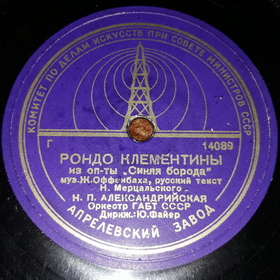 КОМИТЕТ ПО ДЕЛАМ ИСКУССТВ ПРИ СОВЕТЕ МИНИСТРОВ СССР
Г 14089
РОНДО КЛЕМЕНТИНЫ
из оп-ты „Синяя борода"
муз. Ж. Оффенбаха, русский текст
Н. Мерцальского -
Н. П. АЛЕКСАНДРИЙСКАЯ
Оркестр ГАБТ СССР
Дириж.: Ю. Файер
АПРЕЛЕВСКИЙ ЗАВОД